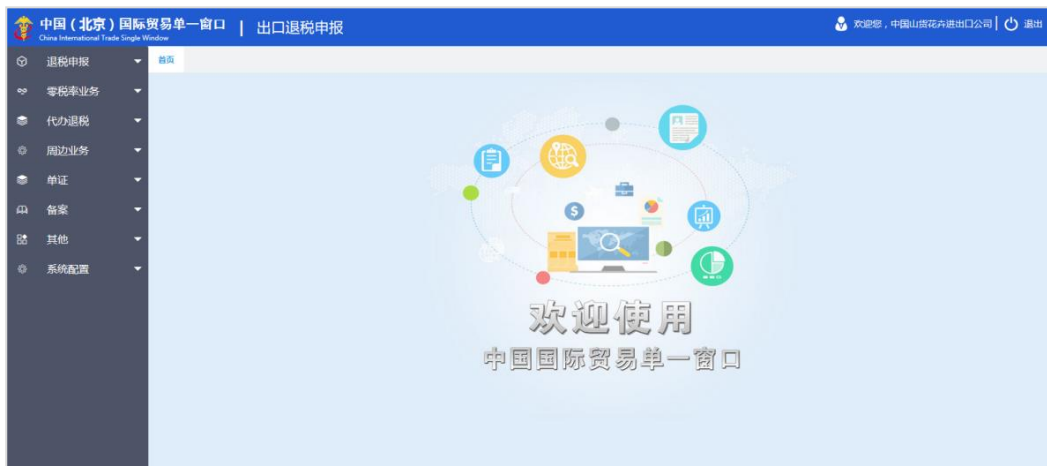 中国（北京）国际贸易单一窗口 | 出口退税申报
China International Trade Single Window
欢迎您，中国山货花卉进出口公司 | 退出
退税申报
首页
零税率业务
代办退税
周边业务
单证
备案
其他
系统配置
$
欢迎使用
中国国际贸易单一窗口